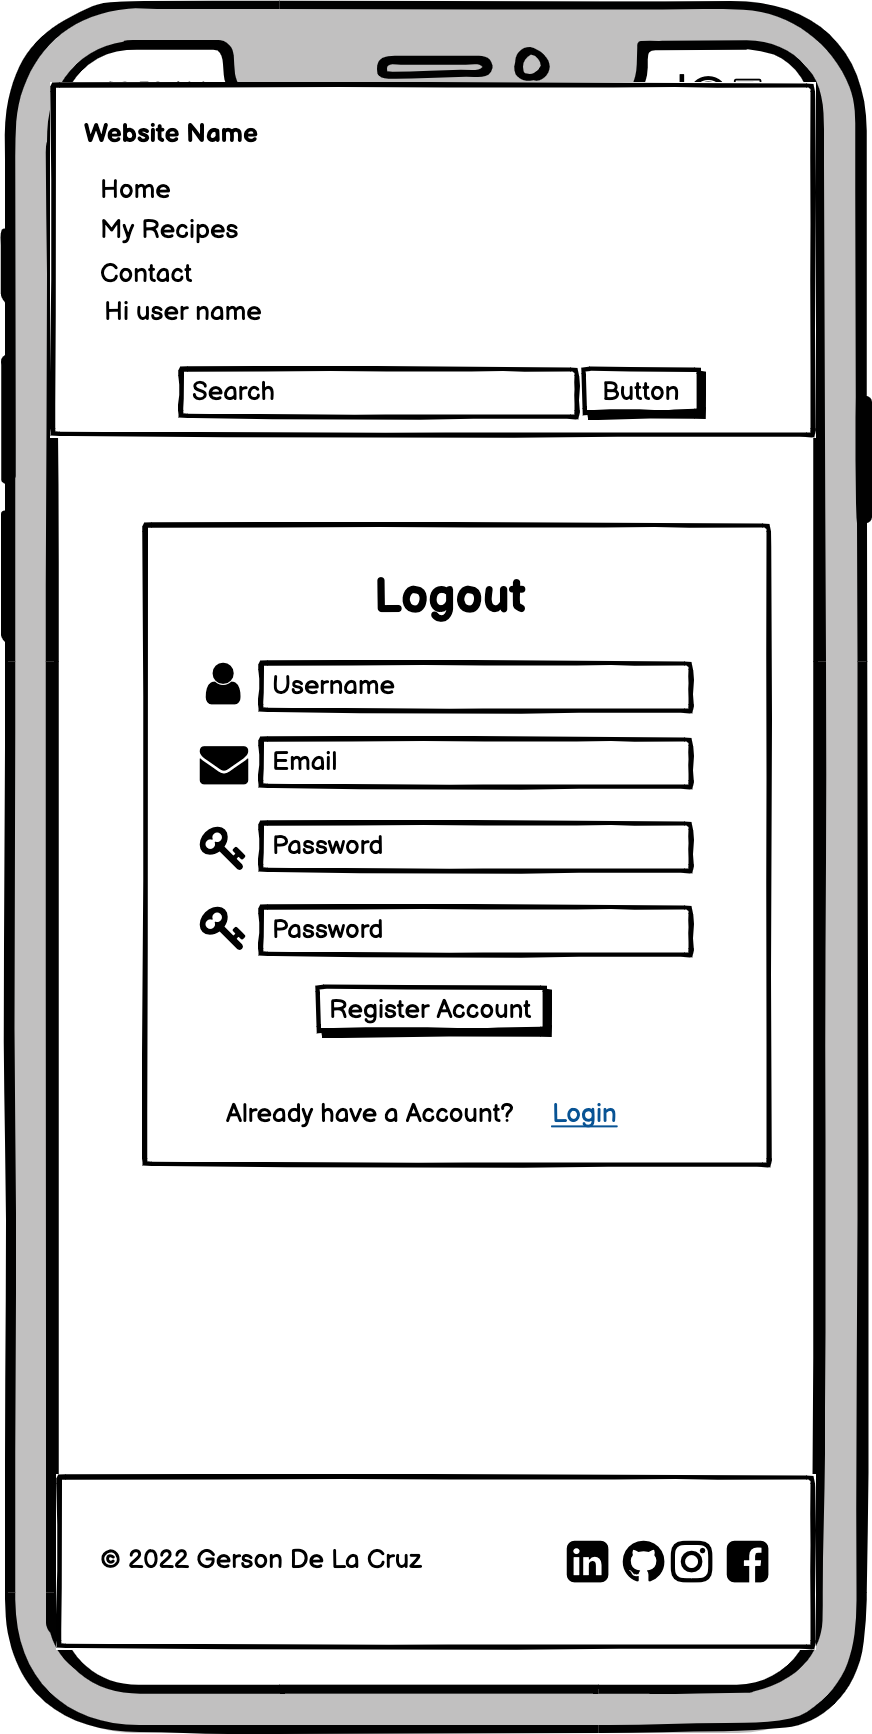 Website Name
Home
My Recipes
Contact
Hi user name
Search Button
Logout
Username
Email
Password
Password
Register Account
Already have a Account? Login
© 2022 Gerson De La Cruz
in
f